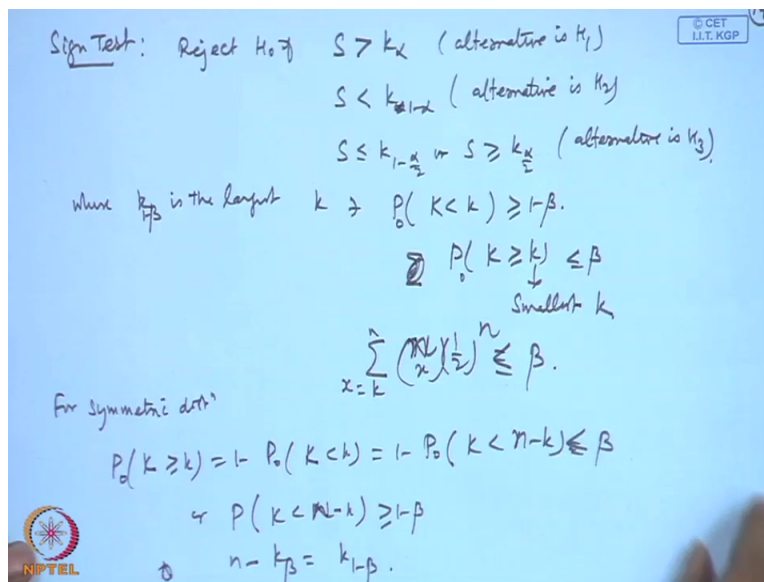 © CET
I.I.T. KGP
Sign Test: Reject H₀ if S > k_α (alternative is H₁)
S < k_{1-α} (alternative is H₂)
S ≤ k_{1-α/2} or S ≥ k_{α/2} (alternative is H₃).
where k_{1-β} is the largest k ∋ P₀(K < k) ≥ 1-β.
P₀(K ≥ k) ≤ β
↓
Smallest k
∑_{x=k}^{n} (n x)(1/2)^n ≤ β.
For symmetric distⁿ
P₀(K ≥ k) = 1 - P₀(K < k) = 1 - P₀(K < n-k) ≤ β
or P(K < n-k) ≥ 1-β
n - k_β = k_{1-β}.
NPTEL